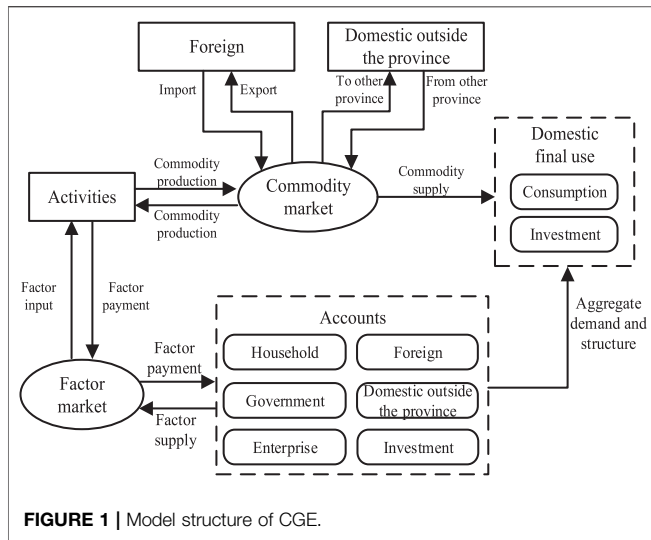 Foreign
Domestic outside
the province
Import
Export
To other
province
From other
province
Domestic
final use
Consumption
Investment
Activities
Commodity
production
Commodity
production
Commodity
market
Commodity
supply
Factor
input
Factor
payment
Aggregate
demand and
structure
Factor
market
Factor
payment
Factor
supply
Accounts
Household
Foreign
Government
Domestic outside
the province
Enterprise
Investment
FIGURE 1 | Model structure of CGE.